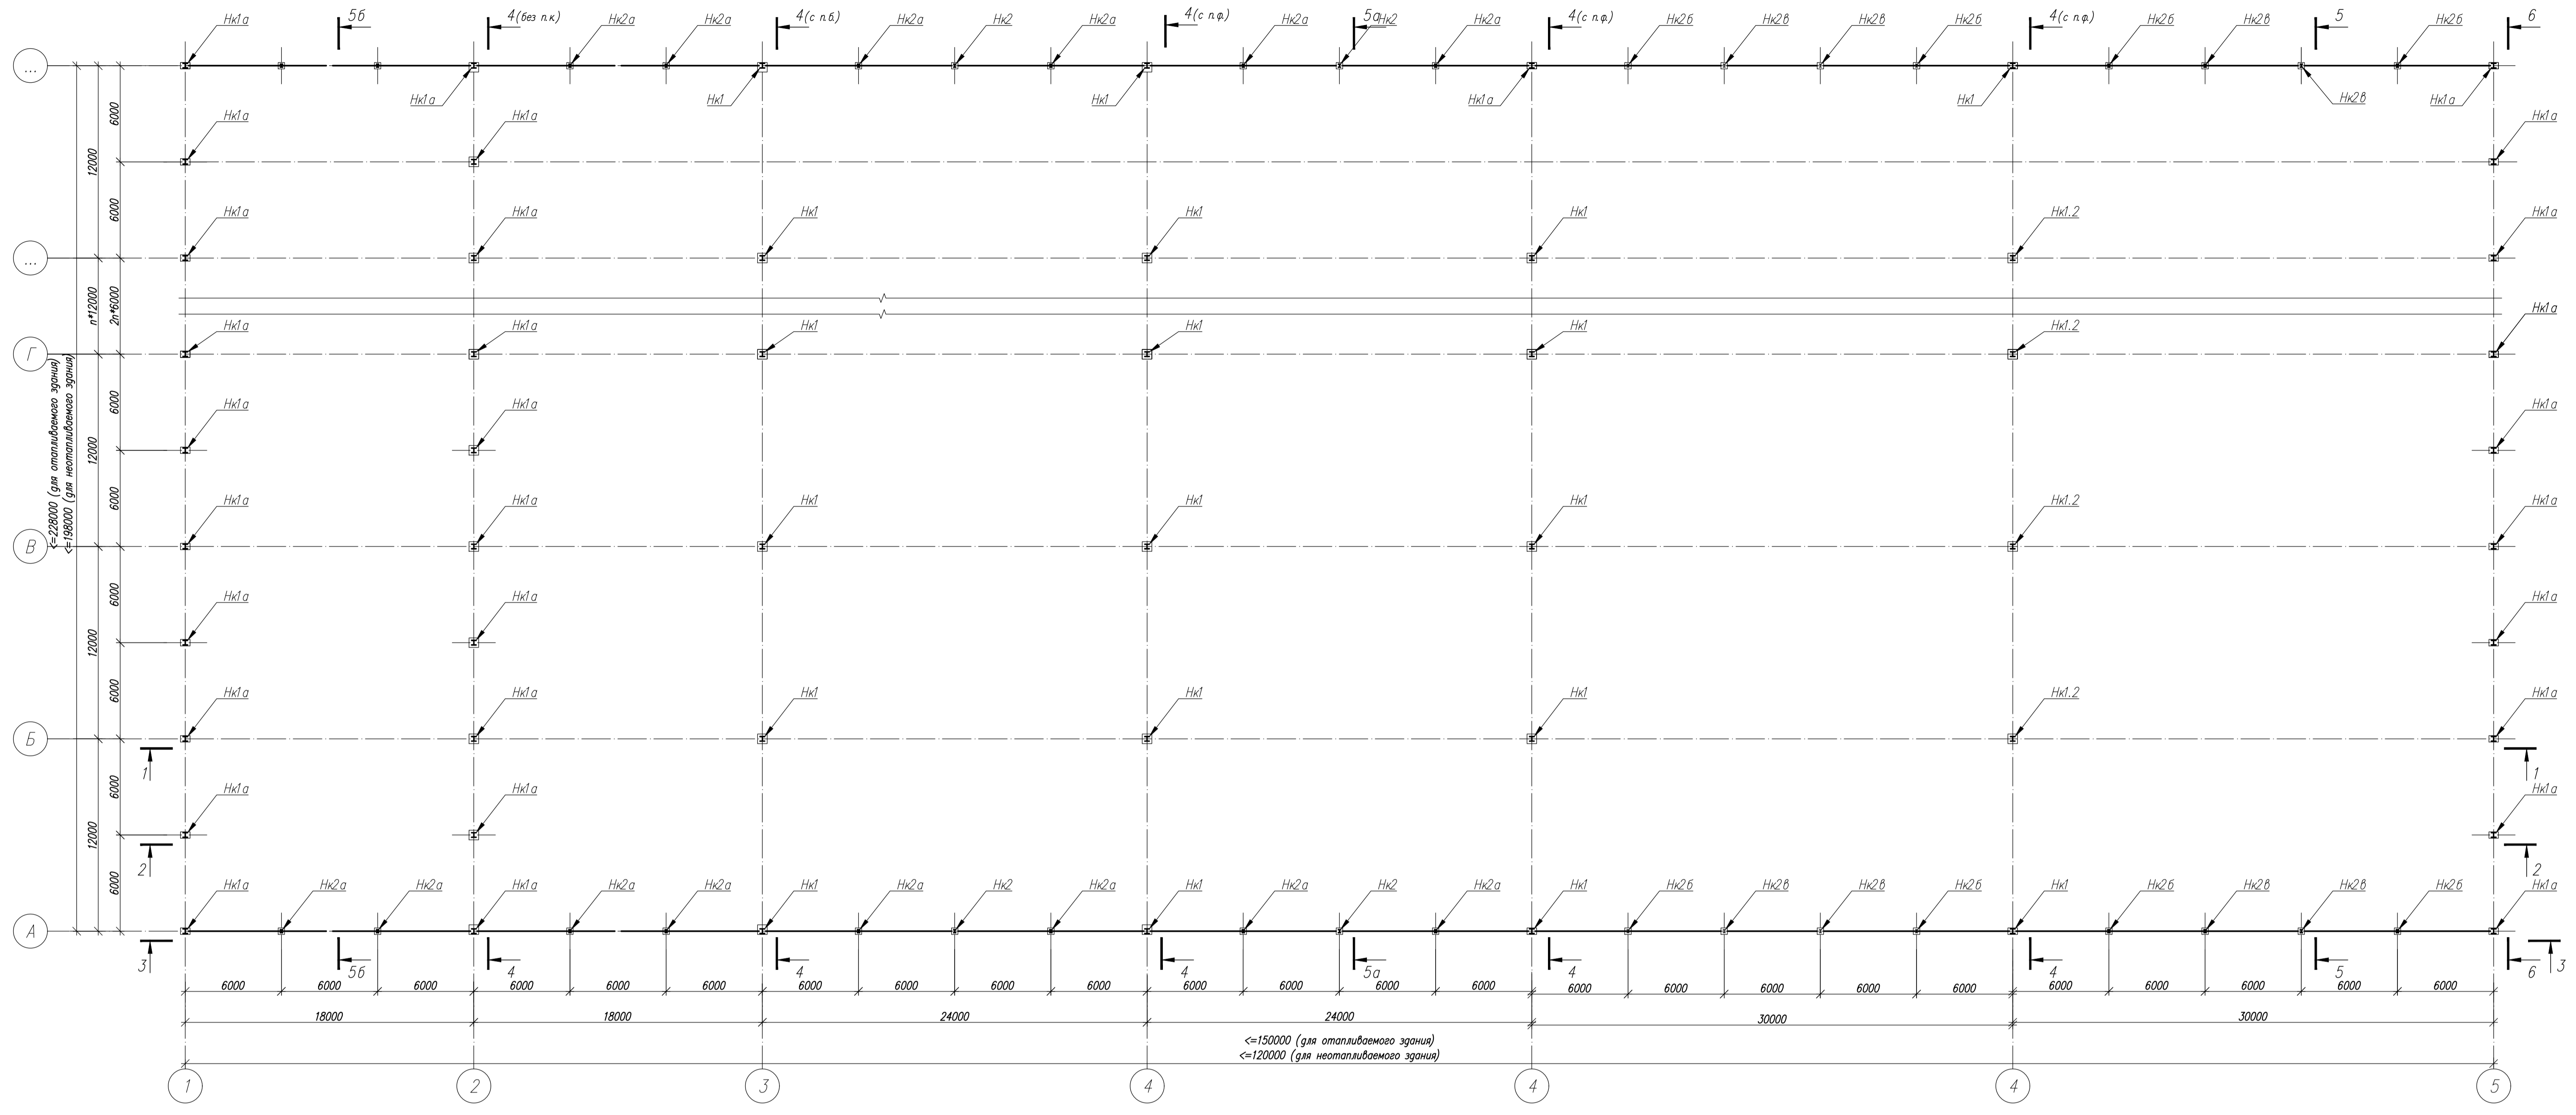 Нк1а 5б 4(без п.к.) Нк2а Нк2а 4(с п.б.) Нк2а Нк2 Нк2а 4(с п.ф.) Нк2а 5а Нк2 Нк2а 4(с п.ф.) Нк2б Нк2в Нк2в Нк2б 4(с п.ф.) Нк2б Нк2в 5 Нк2б 6
...
Нк1а Нк1 Нк1 Нк1а Нк1 Нк2в Нк1а
6000
Нк1а Нк1а Нк1а
12000
6000
Нк1а Нк1а Нк1 Нк1 Нк1 Нк1.2 Нк1а
...
n*12000 2n*6000
Нк1а
Нк1а Нк1а Нк1 Нк1 Нк1 Нк1.2
Г
<=228000 (для отапливаемого здания)
<=198000 (для неотапливаемого здания)
6000
Нк1а Нк1а Нк1а
12000
6000
Нк1а Нк1а Нк1 Нк1 Нк1 Нк1.2 Нк1а
В
6000
Нк1а Нк1а Нк1а
12000
6000
Нк1а Нк1а Нк1 Нк1 Нк1 Нк1.2 Нк1а
Б
1 1
6000
Нк1а Нк1а Нк1а
12000
2 2
6000
Нк1а Нк2а Нк2а Нк1а Нк2а Нк2а Нк1 Нк2а Нк2 Нк2а Нк1 Нк2а Нк2 Нк2а Нк1 Нк2б Нк2в Нк2в Нк2б Нк1 Нк2б Нк2в Нк2в Нк2б Нк1а
А
3 5б 4 4 4 5а 4 4 5 6 3
6000 6000 6000 6000 6000 6000 6000 6000 6000 6000 6000 6000 6000 6000 6000 6000 6000 6000 6000 6000 6000 6000 6000 6000
18000 18000 24000 24000 30000 30000
<=150000 (для отапливаемого здания)
<=120000 (для неотапливаемого здания)
1 2 3 4 4 4 5